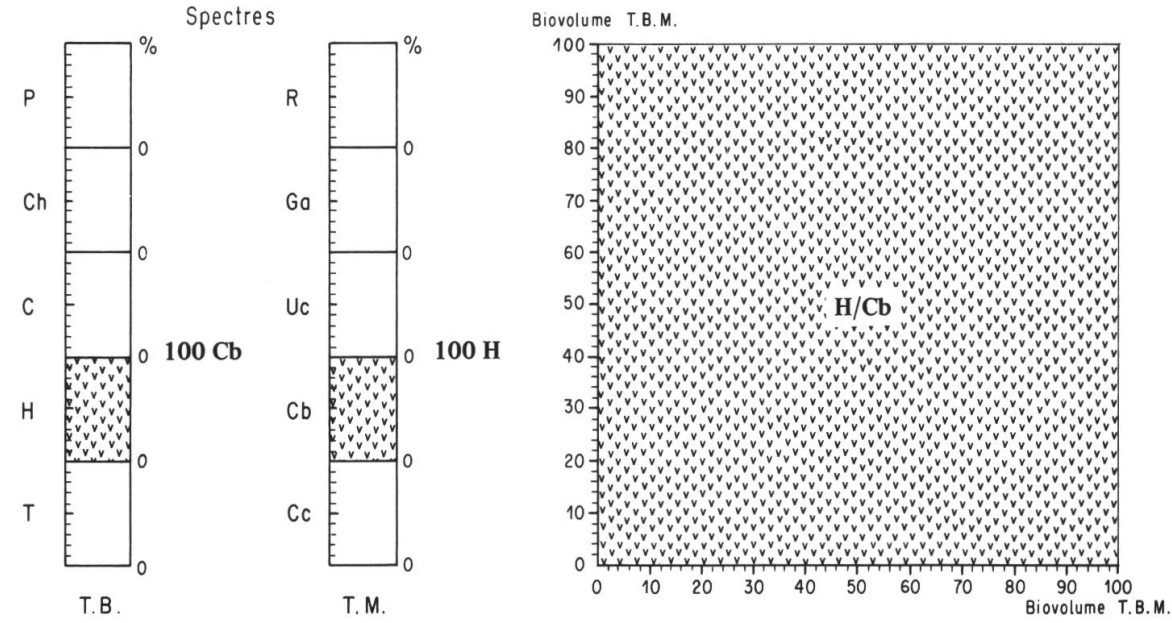 Spectres
%
P
0
Ch
0
C
0
100 Cb
H
0
T
0
T.B.
%
R
0
Ga
0
Uc
0
100 H
Cb
0
Cc
0
T.M.
Biovolume T.B.M.
100
90
80
70
60
50
40
30
20
10
0
H/Cb
0 10 20 30 40 50 60 70 80 90 100
Biovolume T.B.M.